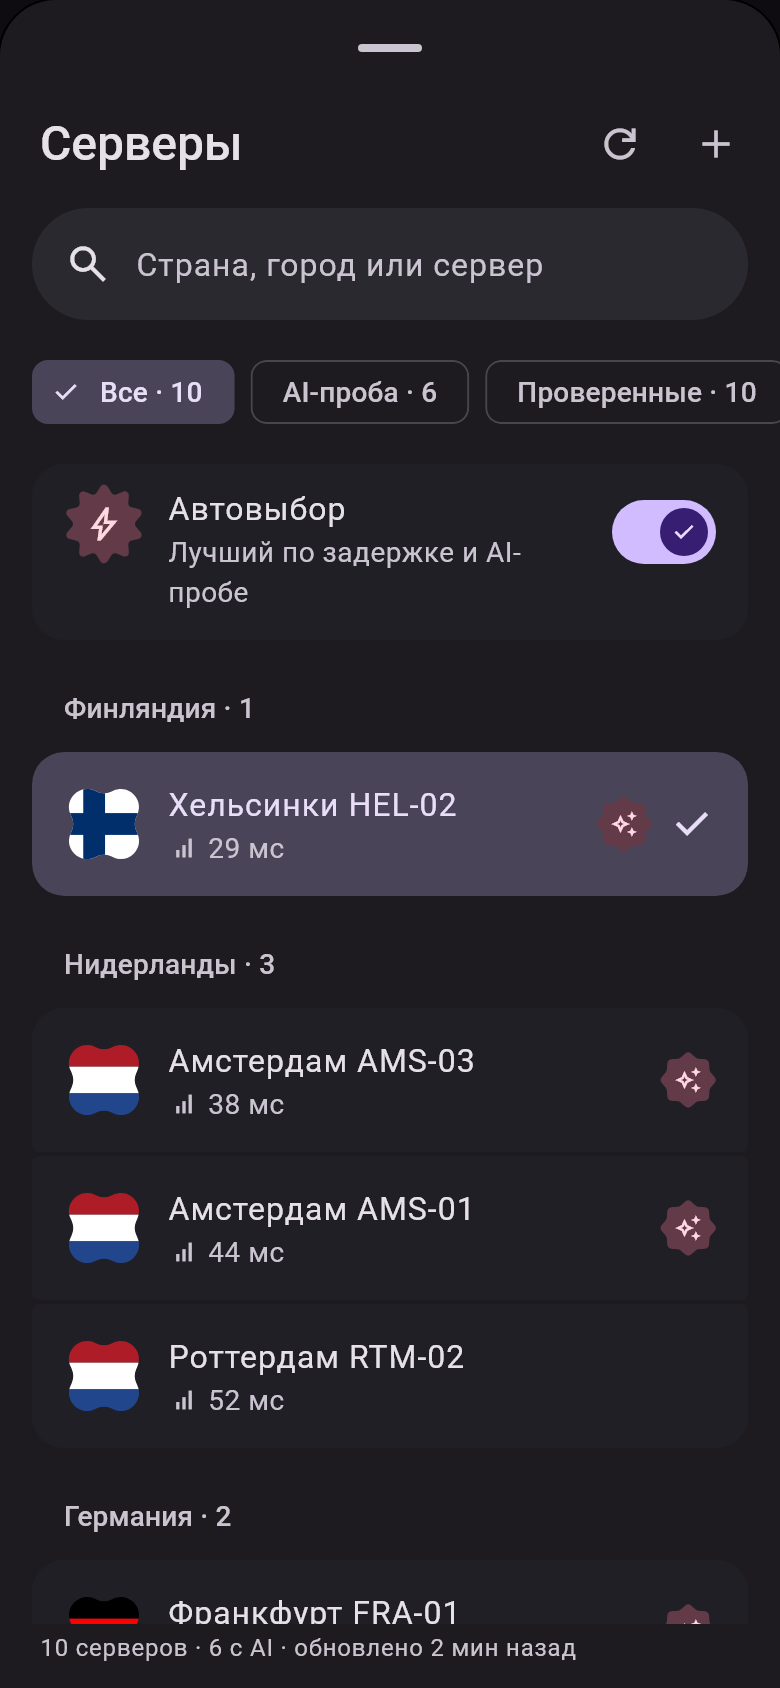 Серверы
Страна, город или сервер
Все · 10
AI-проба · 6
Проверенные · 10
Автовыбор
Лучший по задержке и AI-
пробе
Финляндия · 1
Хельсинки HEL-02
29 мс
Нидерланды · 3
Амстердам AMS-03
38 мс
Амстердам AMS-01
44 мс
Роттердам RTM-02
52 мс
Германия · 2
Франкфурт FRA-01
10 серверов · 6 с AI · обновлено 2 мин назад